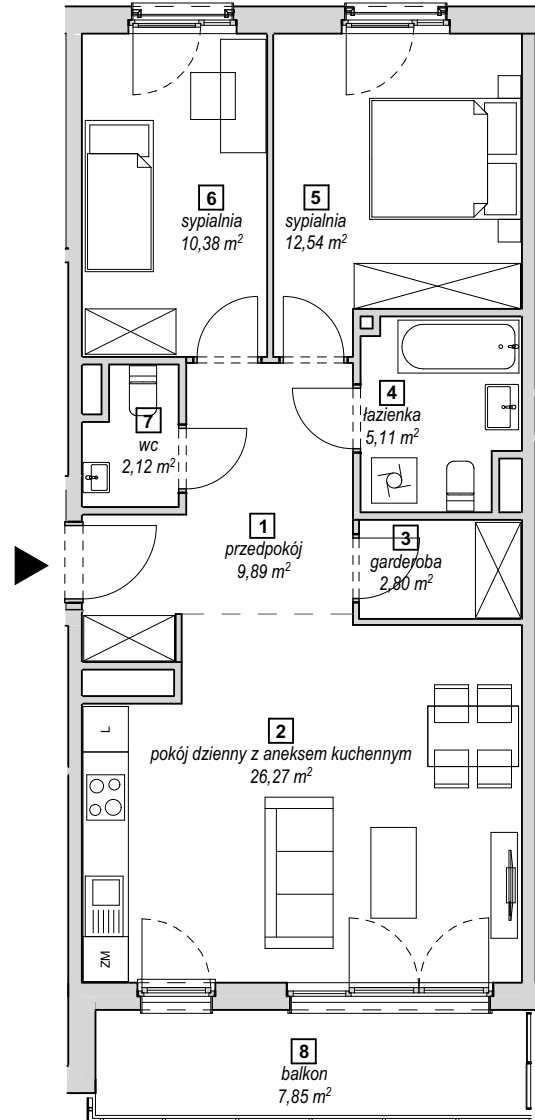 6
sypialnia
10,38 m²
5
sypialnia
12,54 m²
4
łazienka
5,11 m²
7
wc
2,12 m²
1
przedpokój
9,89 m²
3
garderoba
2,80 m²
2
pokój dzienny z aneksem kuchennym
26,27 m²
L
ZM
8
balkon
7,85 m²